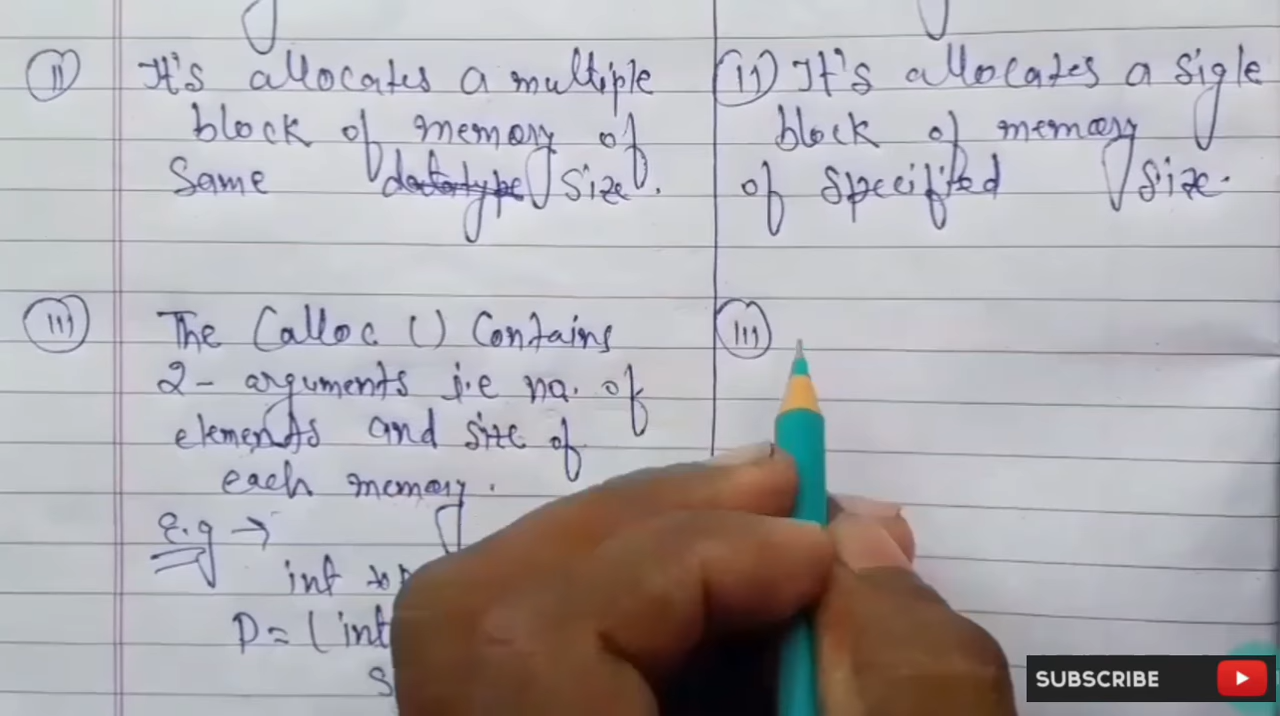 (ii) It's allocates a multiple
block of memory of
Same size.
(ii) It's allocates a sigle
block of memory
of specified size.
(iii) The Calloc () Contains
2- arguments i.e no. of
elements and size of
each memory.
E.g →
int *p
P = (int
s
(iii)
SUBSCRIBE